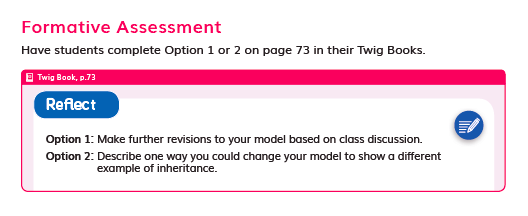 Formative Assessment
Have students complete Option 1 or 2 on page 73 in their Twig Books.
Twig Book, p.73
Reflect
Option 1: Make further revisions to your model based on class discussion.
Option 2: Describe one way you could change your model to show a different
example of inheritance.